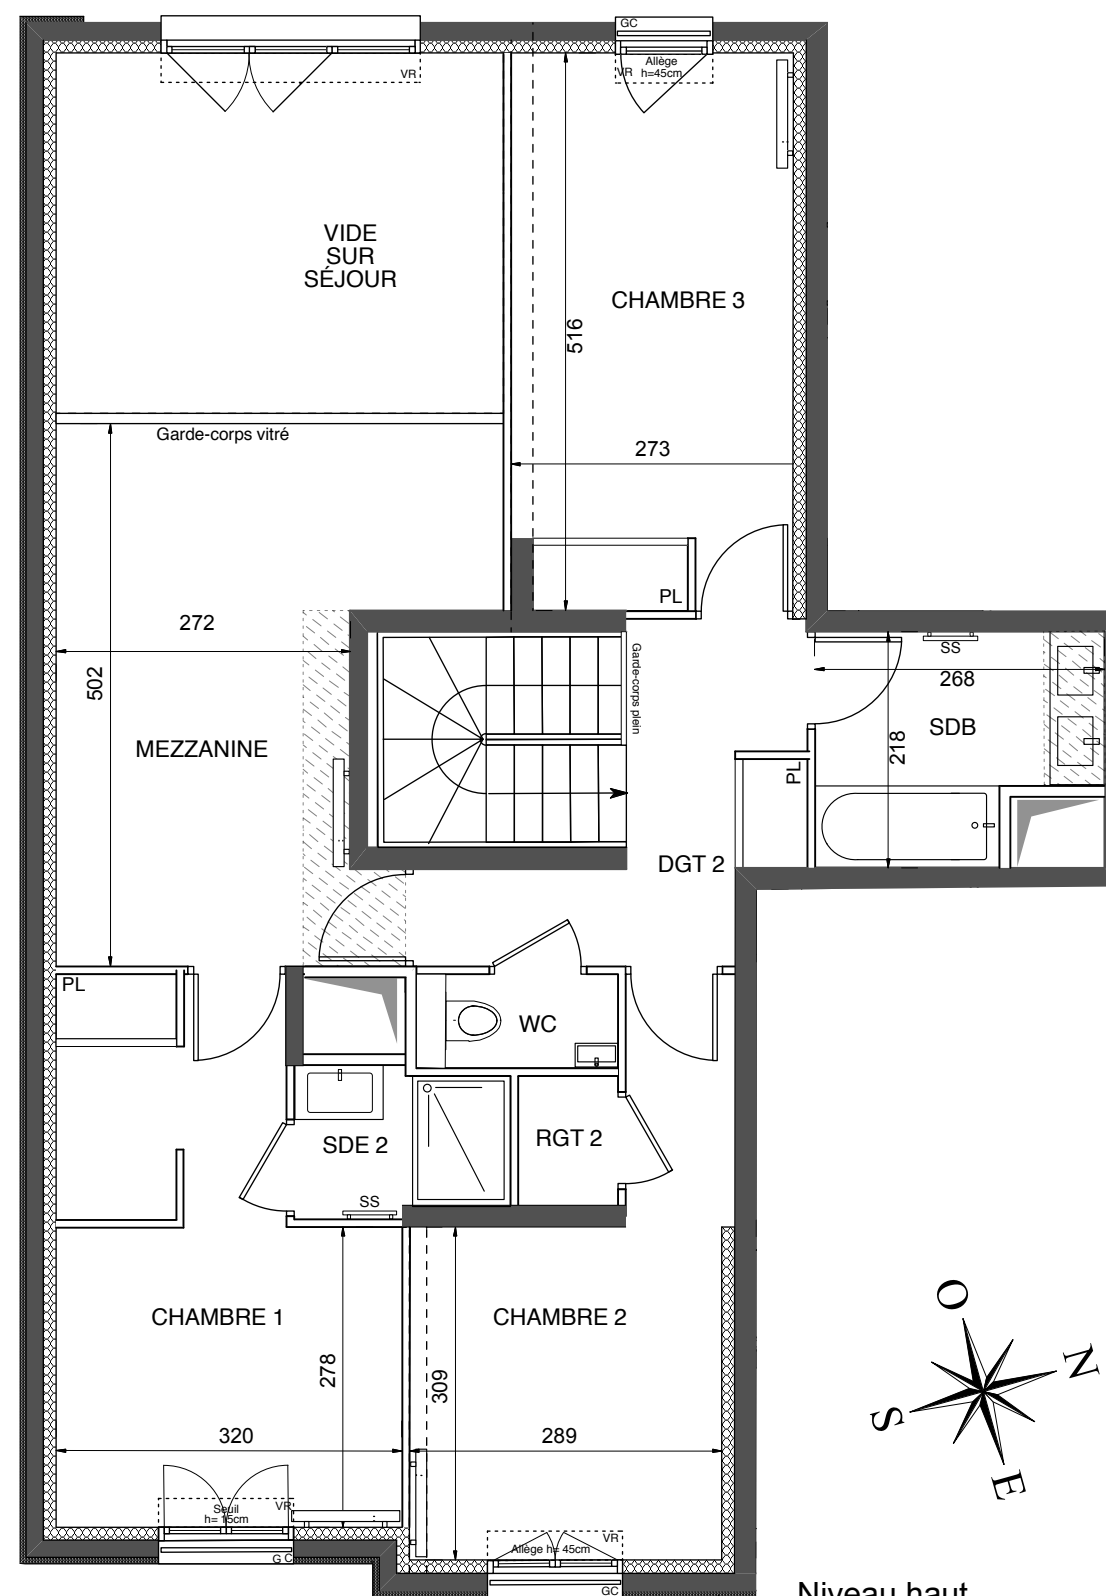 GC
VR
VR
Allège
h=45cm
VIDE
SUR
SÉJOUR
CHAMBRE 3
516
Garde-corps vitré
273
PL
272
Garde-corps plein
SS
268
502
SDB
MEZZANINE
218
PL
DGT 2
PL
WC
SDE 2
RGT 2
SS
CHAMBRE 1
CHAMBRE 2
O
N
S
E
278
309
320
289
Seuil
h= 15cm
VR
VR
Allège h= 45cm
G C
GC
Niveau haut